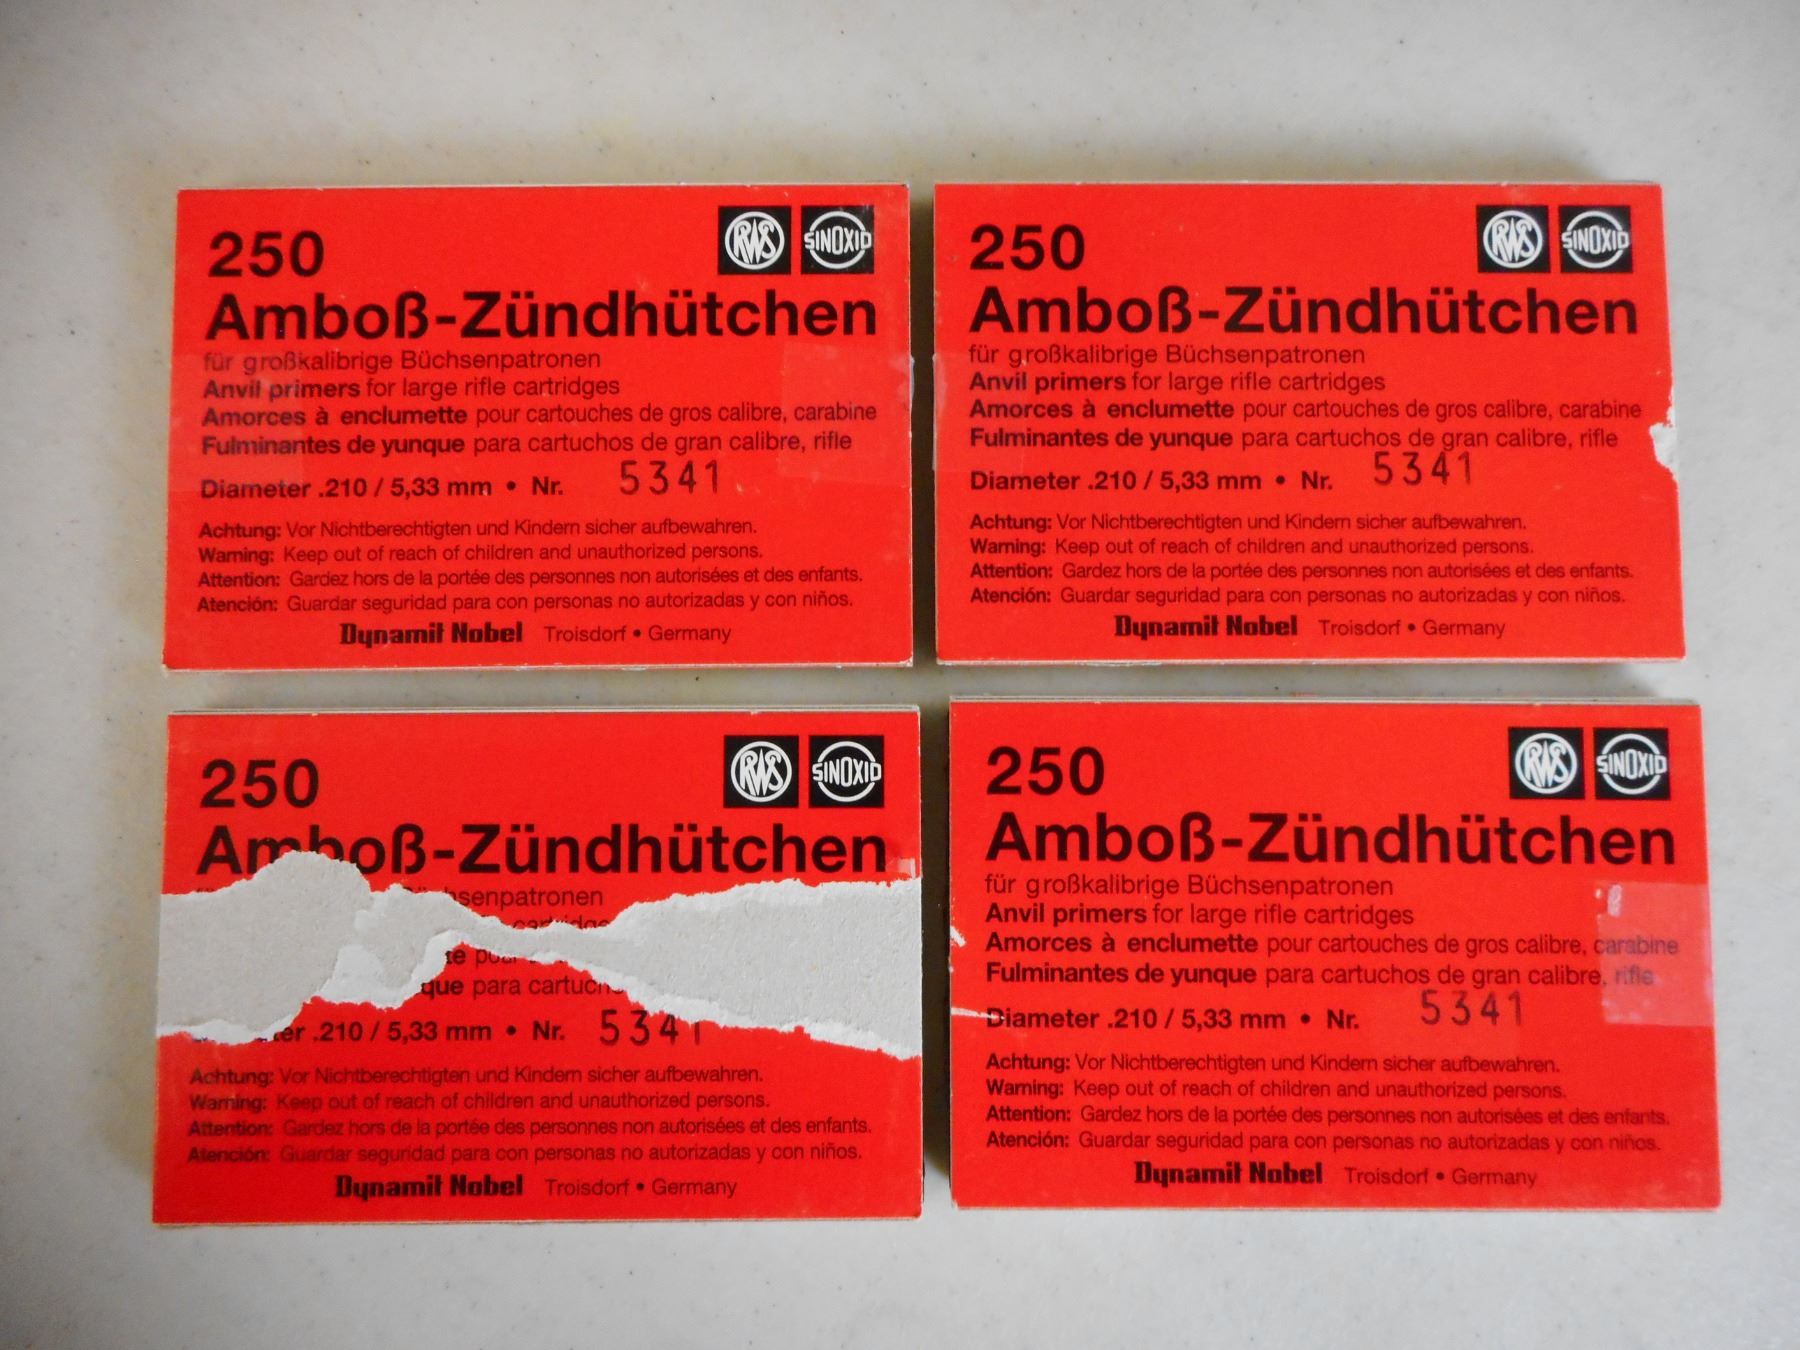 250
RWS SINOXID
Amboß-Zündhütchen
für großkalibrige Büchsenpatronen
Anvil primers for large rifle cartridges
Amorces à enclumette pour cartouches de gros calibre, carabine
Fulminantes de yunque para cartuchos de gran calibre, rifle
Diameter .210 / 5,33 mm • Nr. 5341
Achtung: Vor Nichtberechtigten und Kindern sicher aufbewahren.
Warning: Keep out of reach of children and unauthorized persons.
Attention: Gardez hors de la portée des personnes non autorisées et des enfants.
Atención: Guardar seguridad para con personas no autorizadas y con niños.
Dynamit Nobel Troisdorf • Germany
250
RWS SINOXID
Amboß-Zündhütchen
für großkalibrige Büchsenpatronen
Anvil primers for large rifle cartridges
Amorces à enclumette pour cartouches de gros calibre, carabine
Fulminantes de yunque para cartuchos de gran calibre, rifle
Diameter .210 / 5,33 mm • Nr. 5341
Achtung: Vor Nichtberechtigten und Kindern sicher aufbewahren.
Warning: Keep out of reach of children and unauthorized persons.
Attention: Gardez hors de la portée des personnes non autorisées et des enfants.
Atención: Guardar seguridad para con personas no autorizadas y con niños.
Dynamit Nobel Troisdorf • Germany
250
RWS SINOXID
Amboß-Zündhütchen
para
.210 / 5,33 mm • Nr. 5341
Achtung: Vor Nichtberechtigten und Kindern sicher aufbewahren.
Warning: Keep out of reach of children and unauthorized persons.
Attention: Gardez hors de la portée des personnes non autorisées et des enfants.
Atención: Guardar seguridad para con personas no autorizadas y con niños.
Dynamit Nobel Troisdorf • Germany
250
RWS SINOXID
Amboß-Zündhütchen
für großkalibrige Büchsenpatronen
Anvil primers for large rifle cartridges
Amorces à enclumette pour cartouches de gros calibre, carabine
Fulminantes de yunque para cartuchos de gran calibre, rifle
Diameter .210 / 5,33 mm • Nr. 5341
Achtung: Vor Nichtberechtigten und Kindern sicher aufbewahren.
Warning: Keep out of reach of children and unauthorized persons.
Attention: Gardez hors de la portée des personnes non autorisées et des enfants.
Atención: Guardar seguridad para con personas no autorizadas y con niños.
Dynamit Nobel Troisdorf • Germany